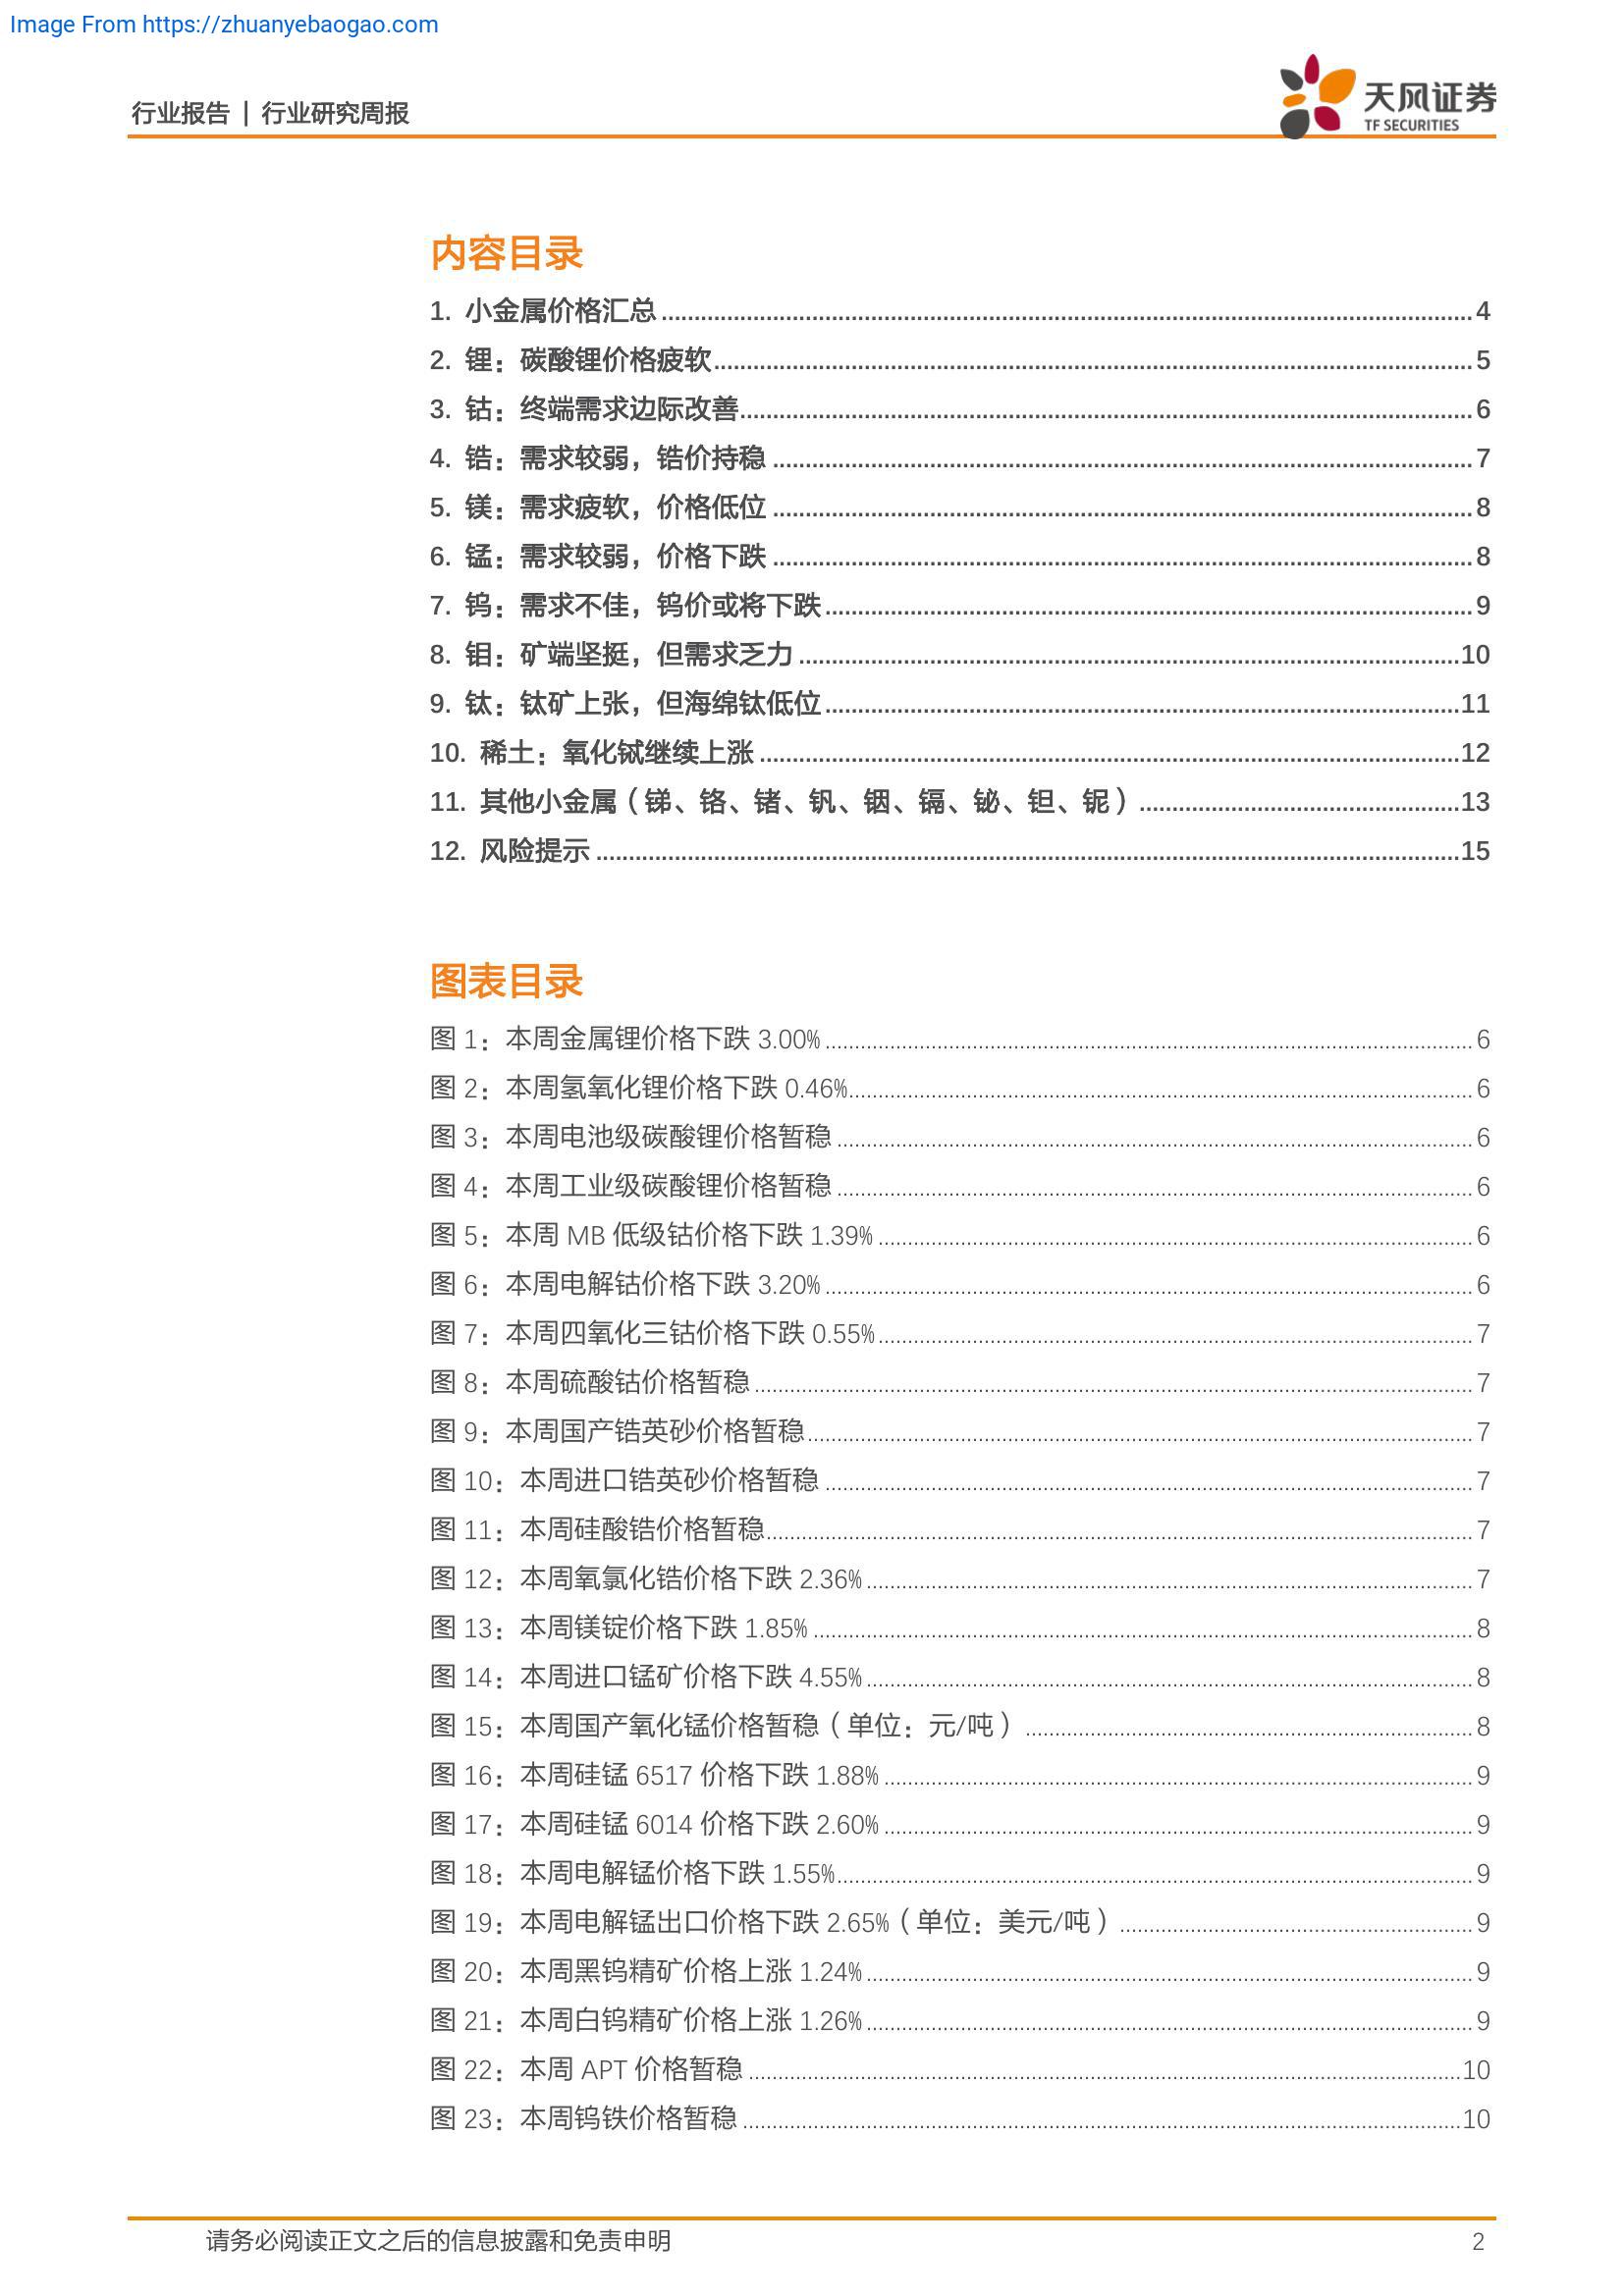 Image From https://zhuanyebaogao.com
行业报告 | 行业研究周报
天风证券
TF SECURITIES
内容目录
1. 小金属价格汇总 4
2. 锂：碳酸锂价格疲软 5
3. 钴：终端需求边际改善 6
4. 锆：需求较弱，锆价持稳 7
5. 镁：需求疲软，价格低位 8
6. 锰：需求较弱，价格下跌 8
7. 钨：需求不佳，钨价或将下跌 9
8. 钼：矿端坚挺，但需求乏力 10
9. 钛：钛矿上张，但海绵钛低位 11
10. 稀土：氧化铽继续上涨 12
11. 其他小金属（锑、铬、锗、钒、铟、镉、铋、钽、铌） 13
12. 风险提示 15
图表目录
图 1：本周金属锂价格下跌 3.00% 6
图 2：本周氢氧化锂价格下跌 0.46% 6
图 3：本周电池级碳酸锂价格暂稳 6
图 4：本周工业级碳酸锂价格暂稳 6
图 5：本周 MB 低级钴价格下跌 1.39% 6
图 6：本周电解钴价格下跌 3.20% 6
图 7：本周四氧化三钴价格下跌 0.55% 7
图 8：本周硫酸钴价格暂稳 7
图 9：本周国产锆英砂价格暂稳 7
图 10：本周进口锆英砂价格暂稳 7
图 11：本周硅酸锆价格暂稳 7
图 12：本周氧氯化锆价格下跌 2.36% 7
图 13：本周镁锭价格下跌 1.85% 8
图 14：本周进口锰矿价格下跌 4.55% 8
图 15：本周国产氧化锰价格暂稳（单位：元/吨） 8
图 16：本周硅锰 6517 价格下跌 1.88% 9
图 17：本周硅锰 6014 价格下跌 2.60% 9
图 18：本周电解锰价格下跌 1.55% 9
图 19：本周电解锰出口价格下跌 2.65%（单位：美元/吨） 9
图 20：本周黑钨精矿价格上涨 1.24% 9
图 21：本周白钨精矿价格上涨 1.26% 9
图 22：本周 APT 价格暂稳 10
图 23：本周钨铁价格暂稳 10
请务必阅读正文之后的信息披露和免责申明 2